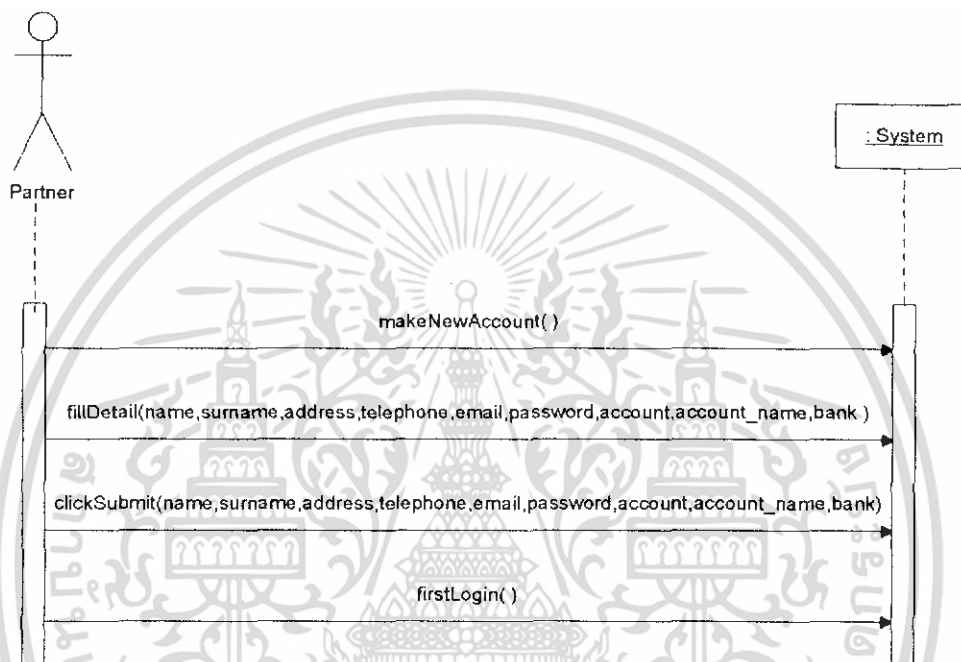 Partner
: System
makeNewAccount( )
fillDetail(name,surname,address,telephone,email,password,account,account_name,bank )
clickSubmit(name,surname,address,telephone,email,password,account,account_name,bank)
firstLogin( )